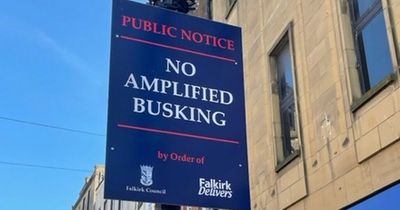 PUBLIC NOTICE
NO
AMPLIFIED
BUSKING
by Order of
Falkirk Council
Falkirk
Delivers